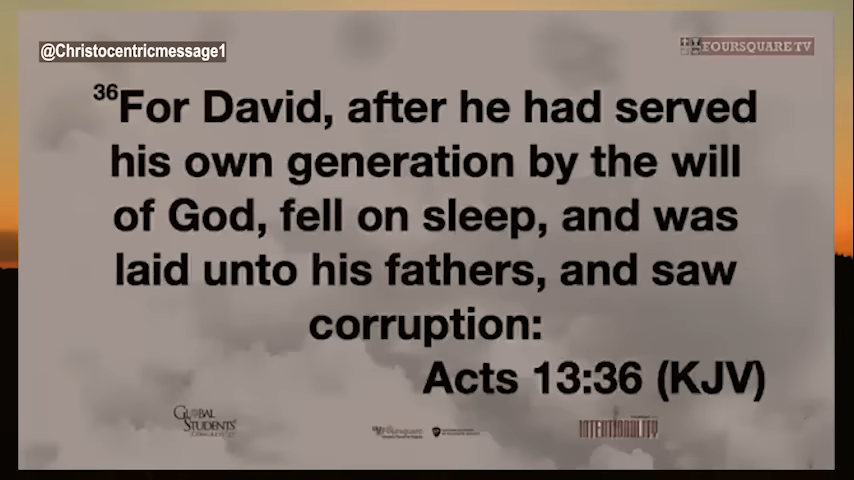 @Christocentricmessage1
FOURSQUARE TV
36For David, after he had served
his own generation by the will
of God, fell on sleep, and was
laid unto his fathers, and saw
corruption:
Acts 13:36 (KJV)
GLOBAL
STUDENTS'
Foursquare
INTENTIONALITY